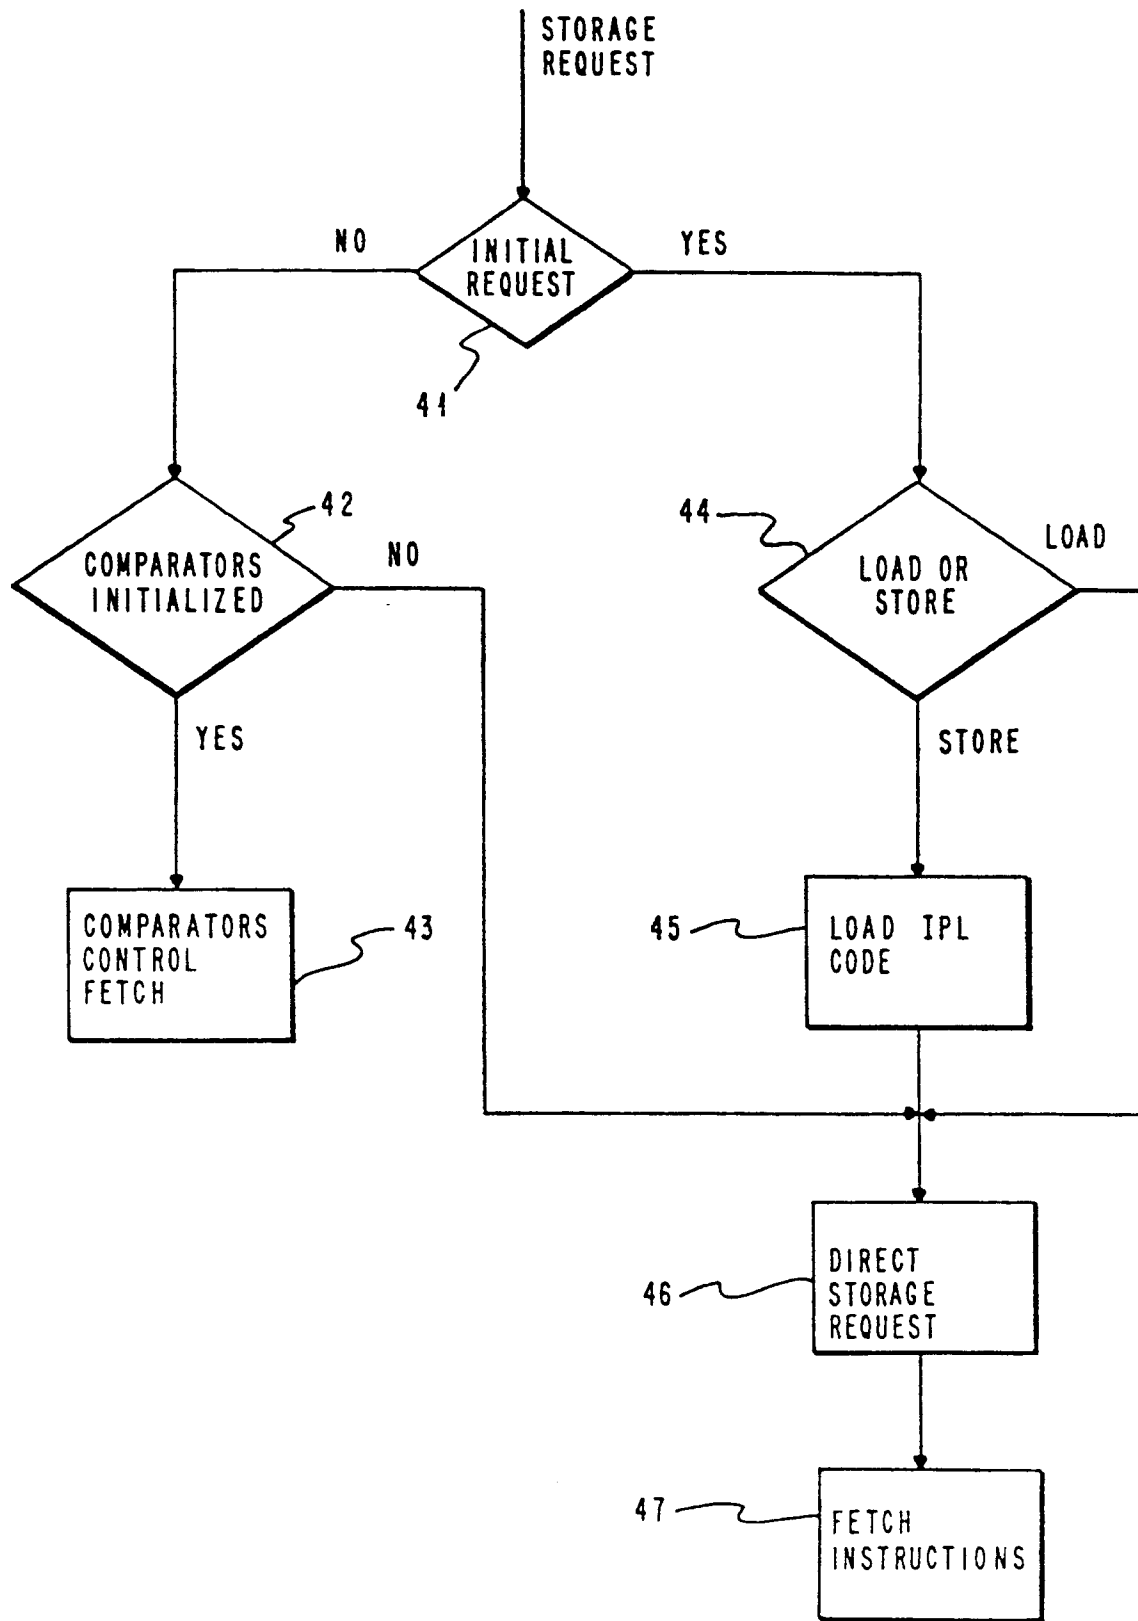 STORAGE
REQUEST
NO
YES
INITIAL
REQUEST
41
42
44
LOAD
NO
COMPARATORS
INITIALIZED
LOAD OR
STORE
YES
STORE
COMPARATORS
CONTROL
FETCH
43
45
LOAD IPL
CODE
46
DIRECT
STORAGE
REQUEST
47
FETCH
INSTRUCTIONS